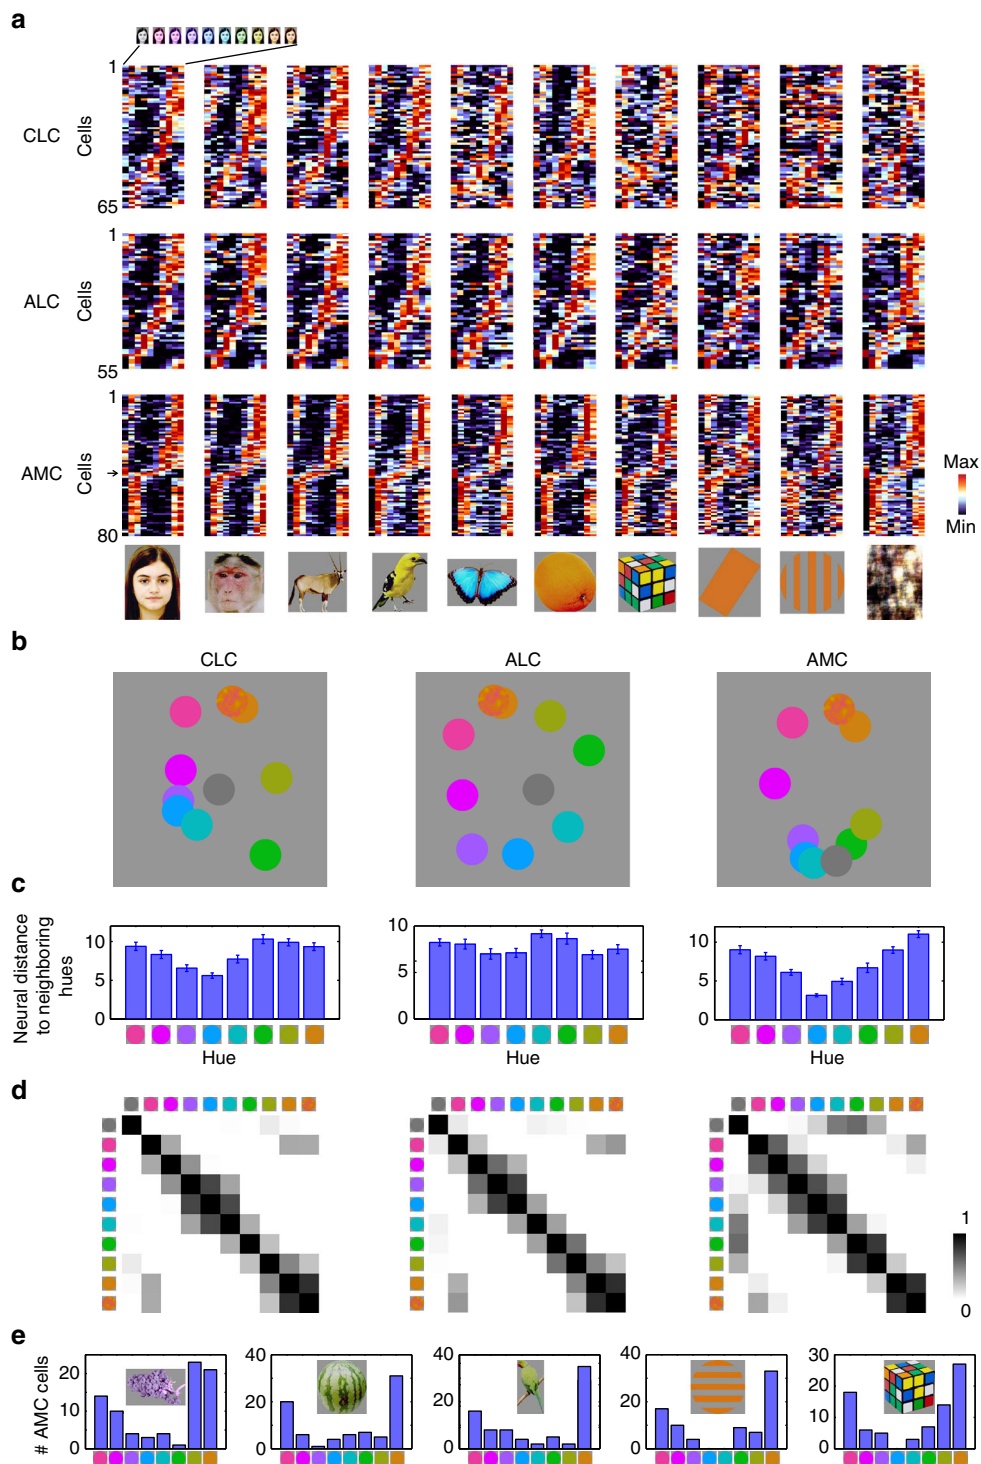 a
1
CLC
Cells
65
1
ALC
Cells
55
1
AMC
Cells
80
Max
Min
b
CLC ALC AMC
c
Neural distance
to neighboring
hues
10 10 10
5 5 5
0 0 0
Hue Hue Hue
d
1
0
e
# AMC cells
20 40 40 40 30
10 20 20 20 20
10
0 0 0 0 0